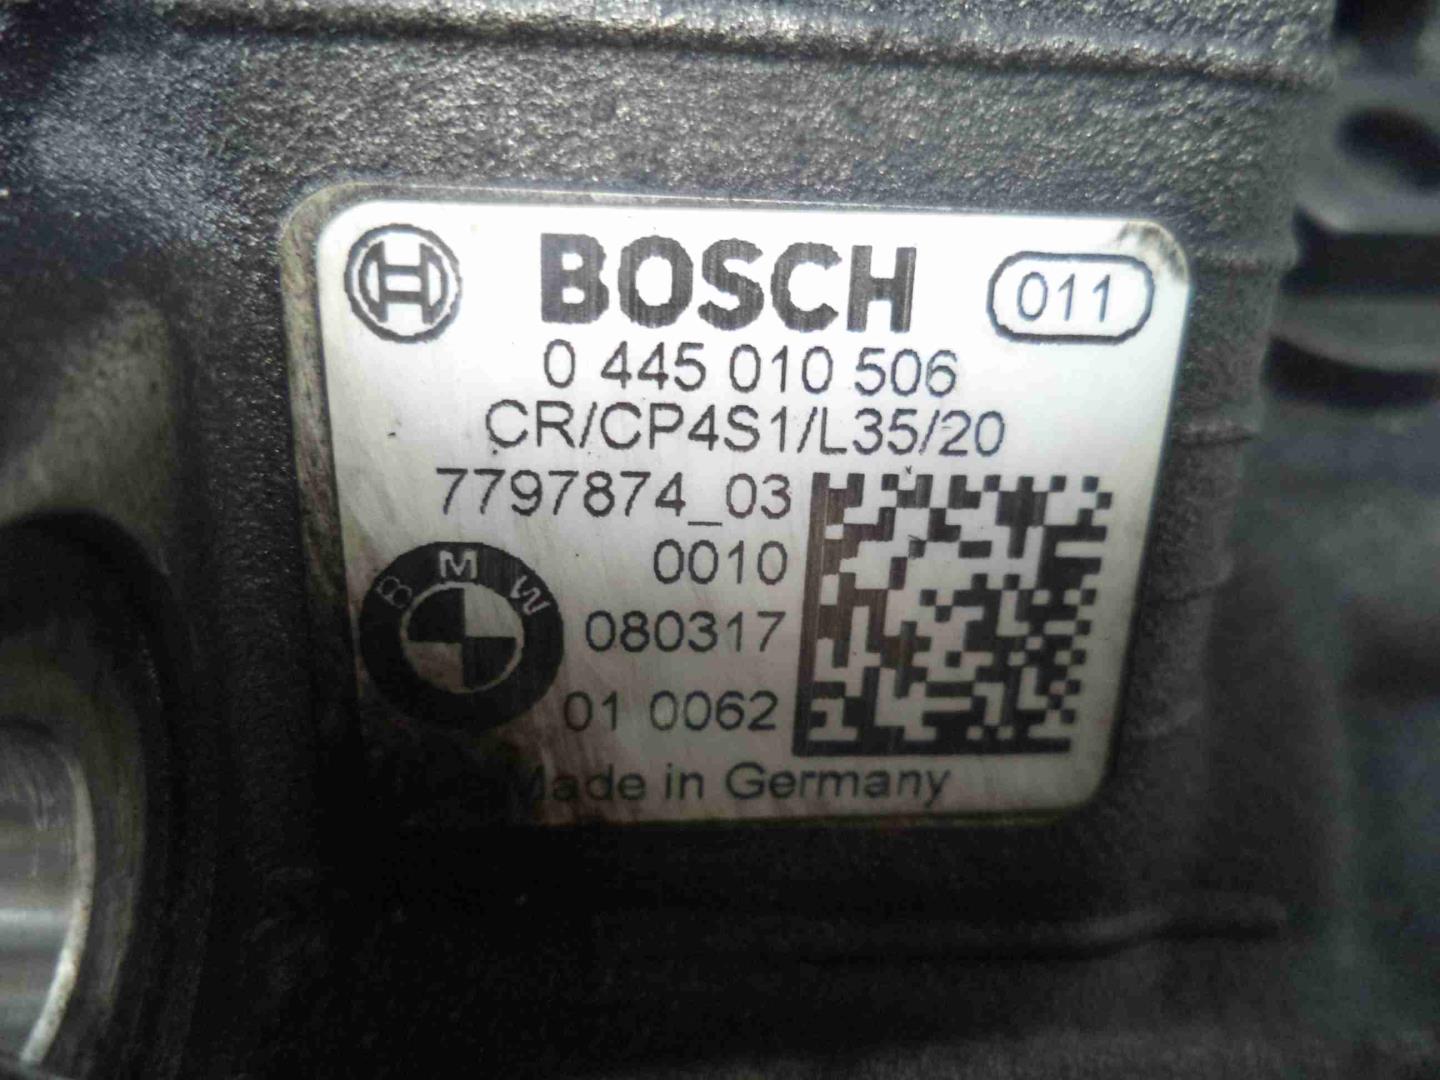 BOSCH 011
0 445 010 506
CR/CP4S1/L35/20
7797874_03
0010
BMW
080317
01 0062
Made in Germany